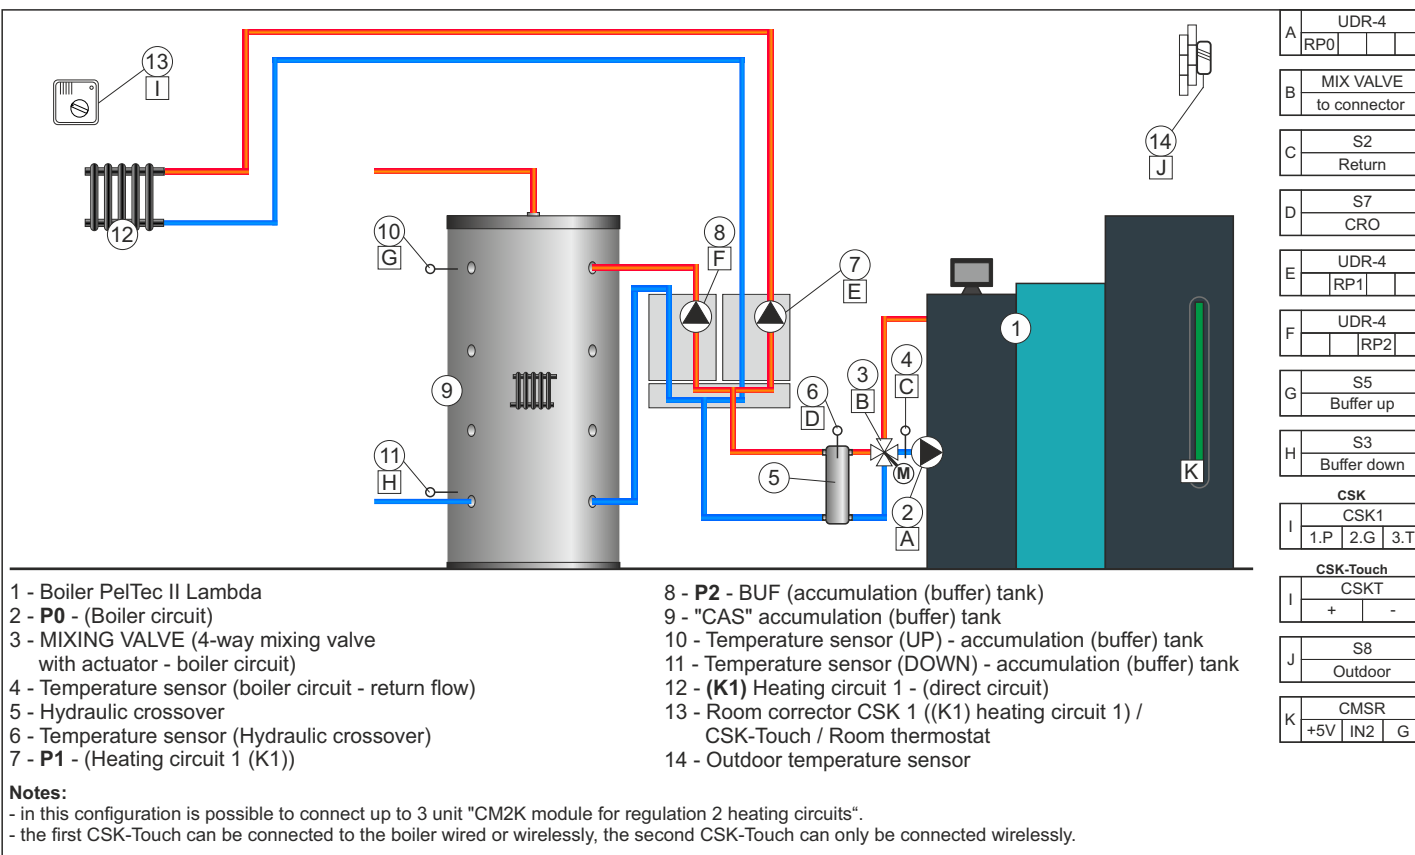 13
I
12
10
G
9
11
H
8
F
7
E
6
D
5
3
B
4
C
M
2
A
1
14
J
K
A UDR-4
RP0
B MIX VALVE
to connector
C S2
Return
D S7
CRO
E UDR-4
RP1
F UDR-4
RP2
G S5
Buffer up
H S3
Buffer down
CSK
I CSK1
1.P 2.G 3.T
CSK-Touch
I CSKT
+ -
J S8
Outdoor
K CMSR
+5V IN2 G
1 - Boiler PelTec II Lambda
2 - P0 - (Boiler circuit)
3 - MIXING VALVE (4-way mixing valve
with actuator - boiler circuit)
4 - Temperature sensor (boiler circuit - return flow)
5 - Hydraulic crossover
6 - Temperature sensor (Hydraulic crossover)
7 - P1 - (Heating circuit 1 (K1))
8 - P2 - BUF (accumulation (buffer) tank)
9 - "CAS" accumulation (buffer) tank
10 - Temperature sensor (UP) - accumulation (buffer) tank
11 - Temperature sensor (DOWN) - accumulation (buffer) tank
12 - (K1) Heating circuit 1 - (direct circuit)
13 - Room corrector CSK 1 ((K1) heating circuit 1) /
CSK-Touch / Room thermostat
14 - Outdoor temperature sensor
Notes:
- in this configuration is possible to connect up to 3 unit "CM2K module for regulation 2 heating circuits“.
- the first CSK-Touch can be connected to the boiler wired or wirelessly, the second CSK-Touch can only be connected wirelessly.